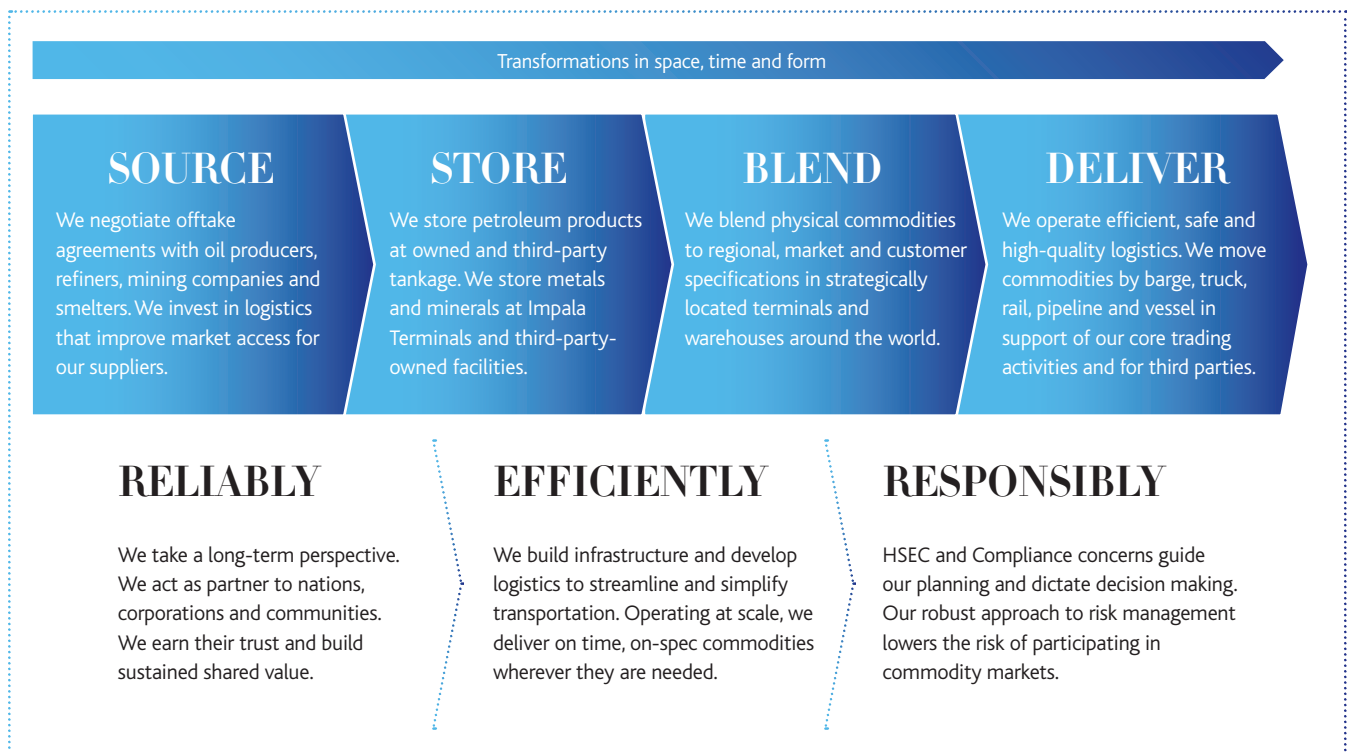 Transformations in space, time and form
SOURCE
We negotiate offtake
agreements with oil producers,
refiners, mining companies and
smelters. We invest in logistics
that improve market access for
our suppliers.
STORE
We store petroleum products
at owned and third-party
tankage. We store metals
and minerals at Impala
Terminals and third-party-
owned facilities.
BLEND
We blend physical commodities
to regional, market and customer
specifications in strategically
located terminals and
warehouses around the world.
DELIVER
We operate efficient, safe and
high-quality logistics. We move
commodities by barge, truck,
rail, pipeline and vessel in
support of our core trading
activities and for third parties.
RELIABLY
We take a long-term perspective.
We act as partner to nations,
corporations and communities.
We earn their trust and build
sustained shared value.
EFFICIENTLY
We build infrastructure and develop
logistics to streamline and simplify
transportation. Operating at scale, we
deliver on time, on-spec commodities
wherever they are needed.
RESPONSIBLY
HSEC and Compliance concerns guide
our planning and dictate decision making.
Our robust approach to risk management
lowers the risk of participating in
commodity markets.